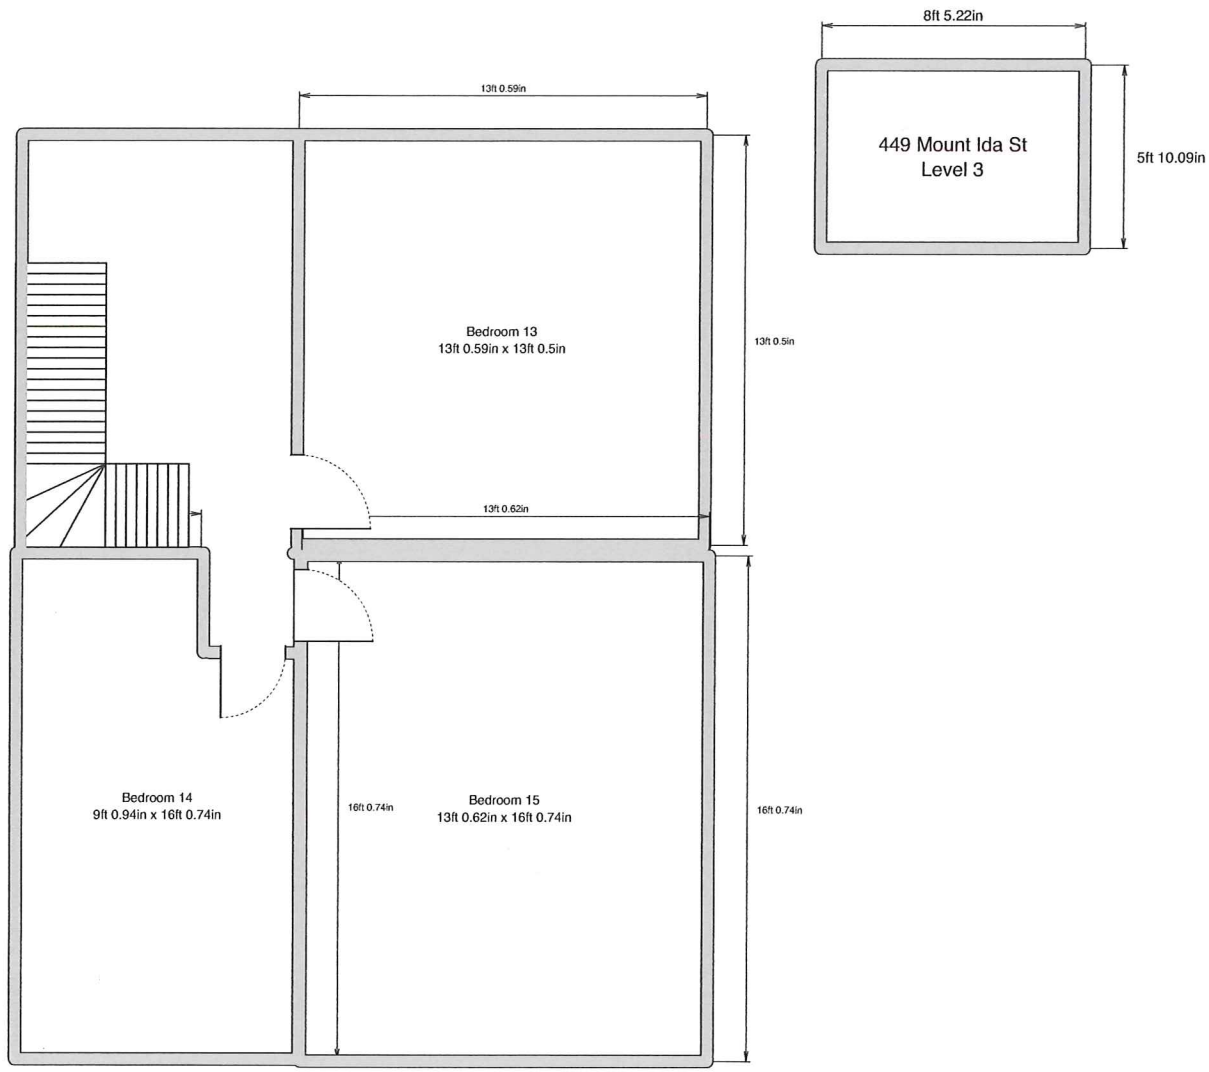 8ft 5.22in
449 Mount Ida St
Level 3
5ft 10.09in
13ft 0.59in
Bedroom 13
13ft 0.59in x 13ft 0.5in
13ft 0.5in
13ft 0.62in
Bedroom 14
9ft 0.94in x 16ft 0.74in
16ft 0.74in
Bedroom 15
13ft 0.62in x 16ft 0.74in
16ft 0.74in